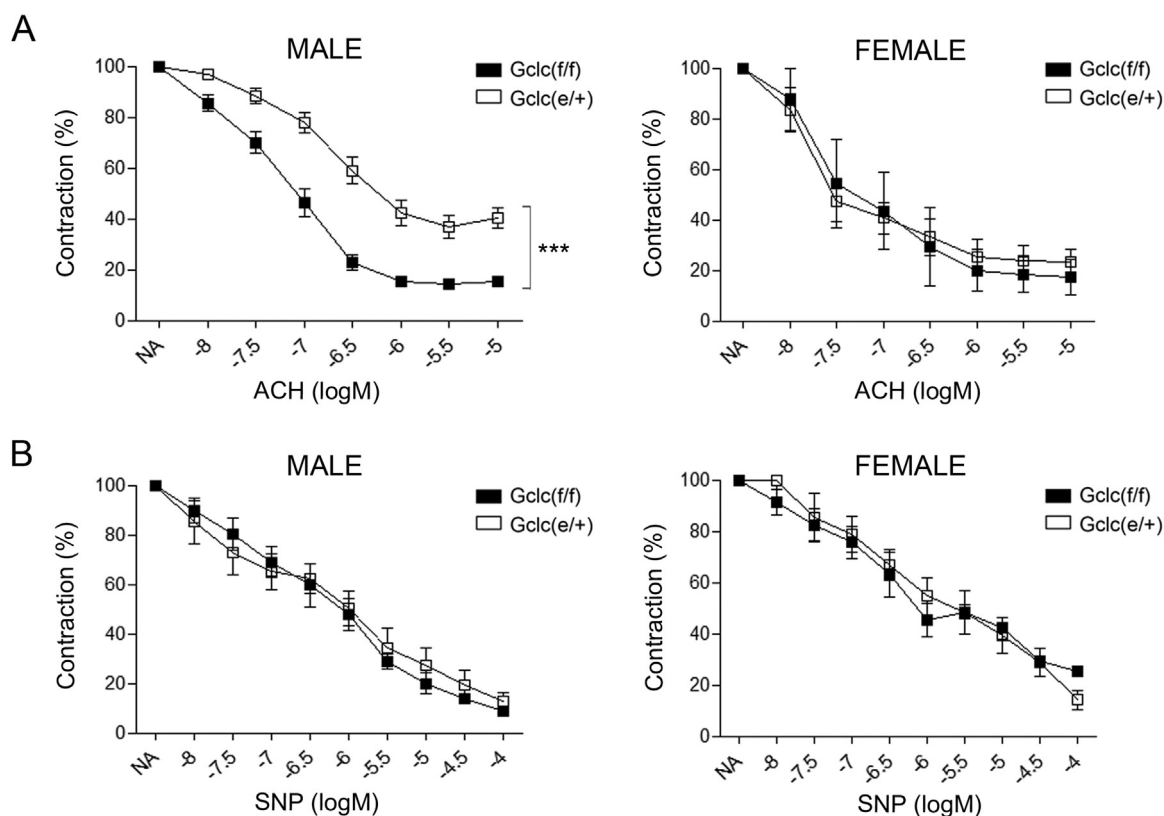 A
MALE
Gclc(f/f)
Gclc(e/+)
Contraction (%)
100
80
60
40
20
0
***
NA
-8
-7.5
-7
-6.5
-6
-5.5
-5
ACH (logM)
FEMALE
Gclc(f/f)
Gclc(e/+)
Contraction (%)
100
80
60
40
20
0
NA
-8
-7.5
-7
-6.5
-6
-5.5
-5
ACH (logM)
B
MALE
Gclc(f/f)
Gclc(e/+)
Contraction (%)
100
80
60
40
20
0
NA
-8
-7.5
-7
-6.5
-6
-5.5
-5
-4.5
-4
SNP (logM)
FEMALE
Gclc(f/f)
Gclc(e/+)
Contraction (%)
100
80
60
40
20
0
NA
-8
-7.5
-7
-6.5
-6
-5.5
-5
-4.5
-4
SNP (logM)